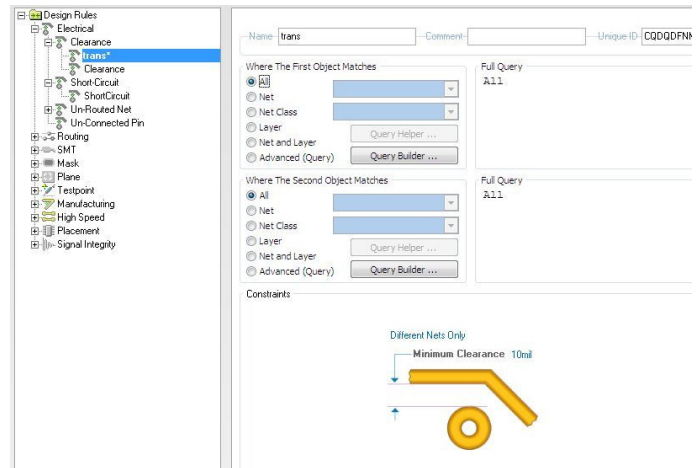 Design Rules
Electrical
Clearance
trans*
Clearance
Short-Circuit
ShortCircuit
Un-Routed Net
Un-Connected Pin
Routing
SMT
Mask
Plane
Testpoint
Manufacturing
High Speed
Placement
Signal Integrity
Name trans Comment Unique ID CQDQDFNM
Where The First Object Matches
All
Net
Net Class
Layer
Net and Layer
Advanced (Query)
Query Helper ...
Query Builder ...
Full Query
All
Where The Second Object Matches
All
Net
Net Class
Layer
Net and Layer
Advanced (Query)
Query Helper ...
Query Builder ...
Full Query
All
Constraints
Different Nets Only
Minimum Clearance 10mil